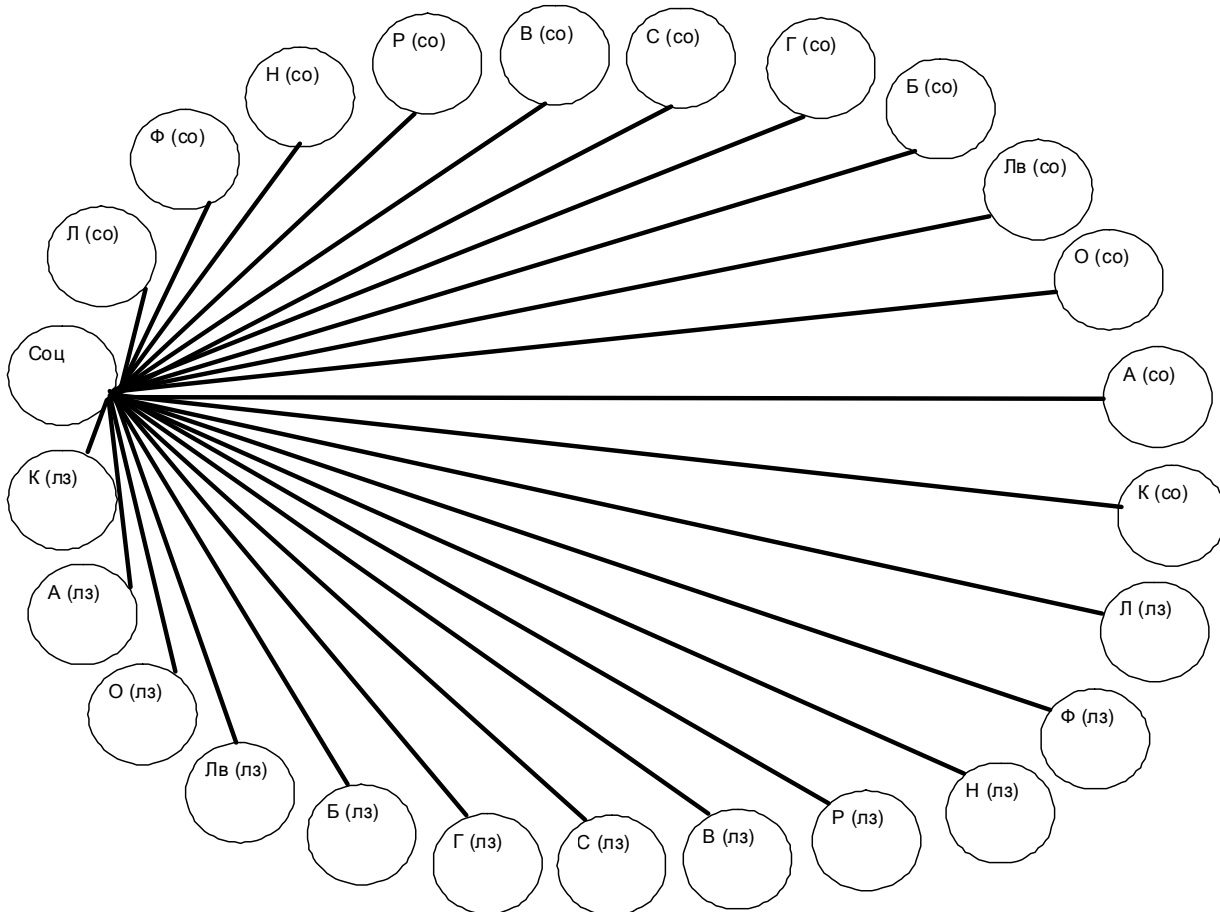 В (со)
С (со)
Р (со)
Г (со)
Н (со)
Б (со)
Ф (со)
Лв (со)
Л (со)
О (со)
Соц
А (со)
К (лз)
К (со)
А (лз)
Л (лз)
О (лз)
Ф (лз)
Лв (лз)
Н (лз)
Б (лз)
Р (лз)
Г (лз)
С (лз)
В (лз)